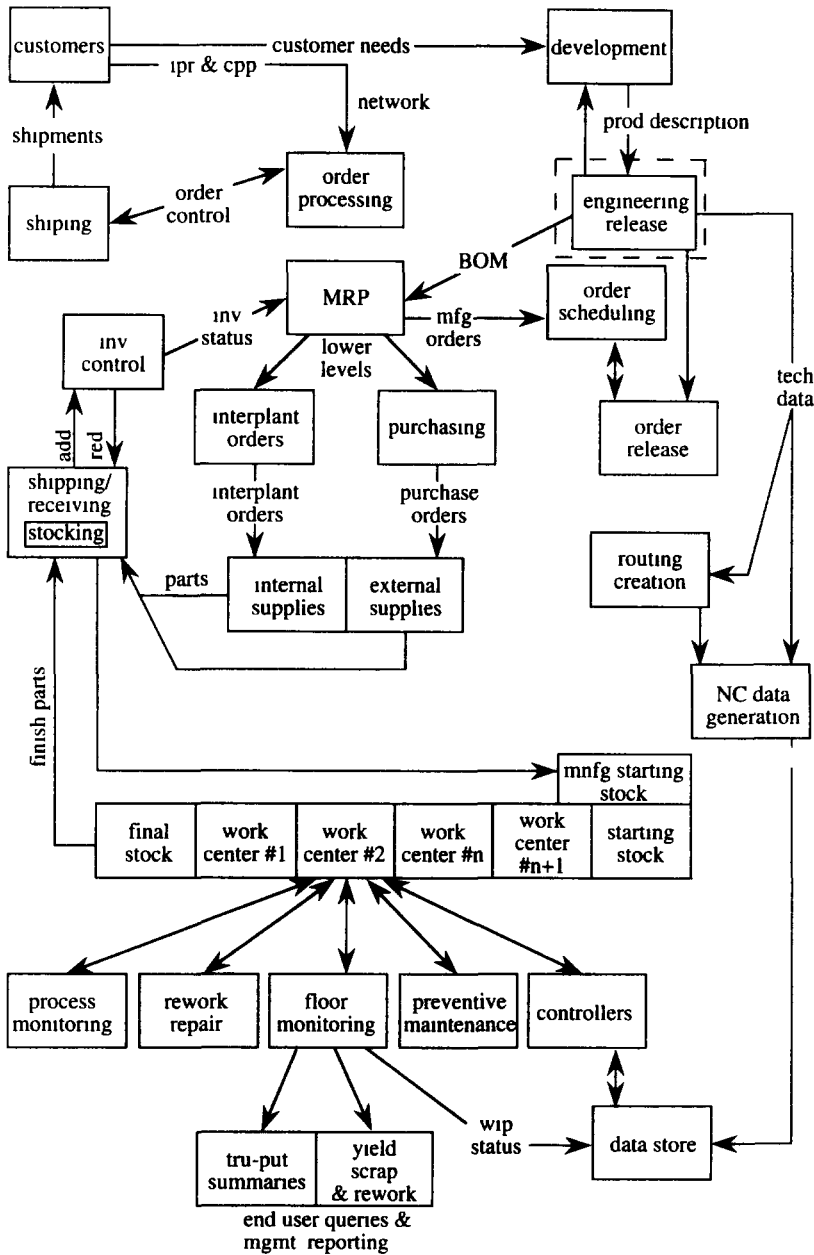 customers
customer needs
development
ipr & cpp
network
shipments
prod description
order
processing
order
control
shiping
engineering
release
BOM
MRP
order
scheduling
inv
status
mfg
orders
inv
control
lower
levels
tech
data
interplant
orders
purchasing
order
release
add
red
shipping/
receiving
stocking
interplant
orders
purchase
orders
routing
creation
parts
internal
supplies
external
supplies
NC data
generation
finish parts
mnfg starting
stock
final
stock
work
center #1
work
center #2
work
center #n
work
center
#n+1
starting
stock
process
monitoring
rework
repair
floor
monitoring
preventive
maintenance
controllers
wip
status
data store
tru-put
summaries
yield
scrap
& rework
end user queries &
mgmt reporting